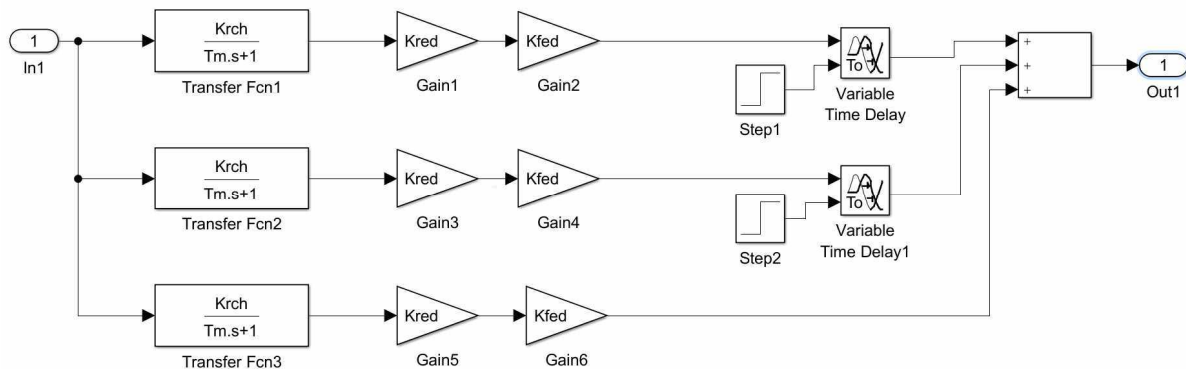 1
In1
Krch
Tm.s+1
Transfer Fcn1
Kred
Gain1
Kfed
Gain2
Step1
To
Variable
Time Delay
+
+
+
1
Out1
Krch
Tm.s+1
Transfer Fcn2
Kred
Gain3
Kfed
Gain4
Step2
To
Variable
Time Delay1
Krch
Tm.s+1
Transfer Fcn3
Kred
Gain5
Kfed
Gain6